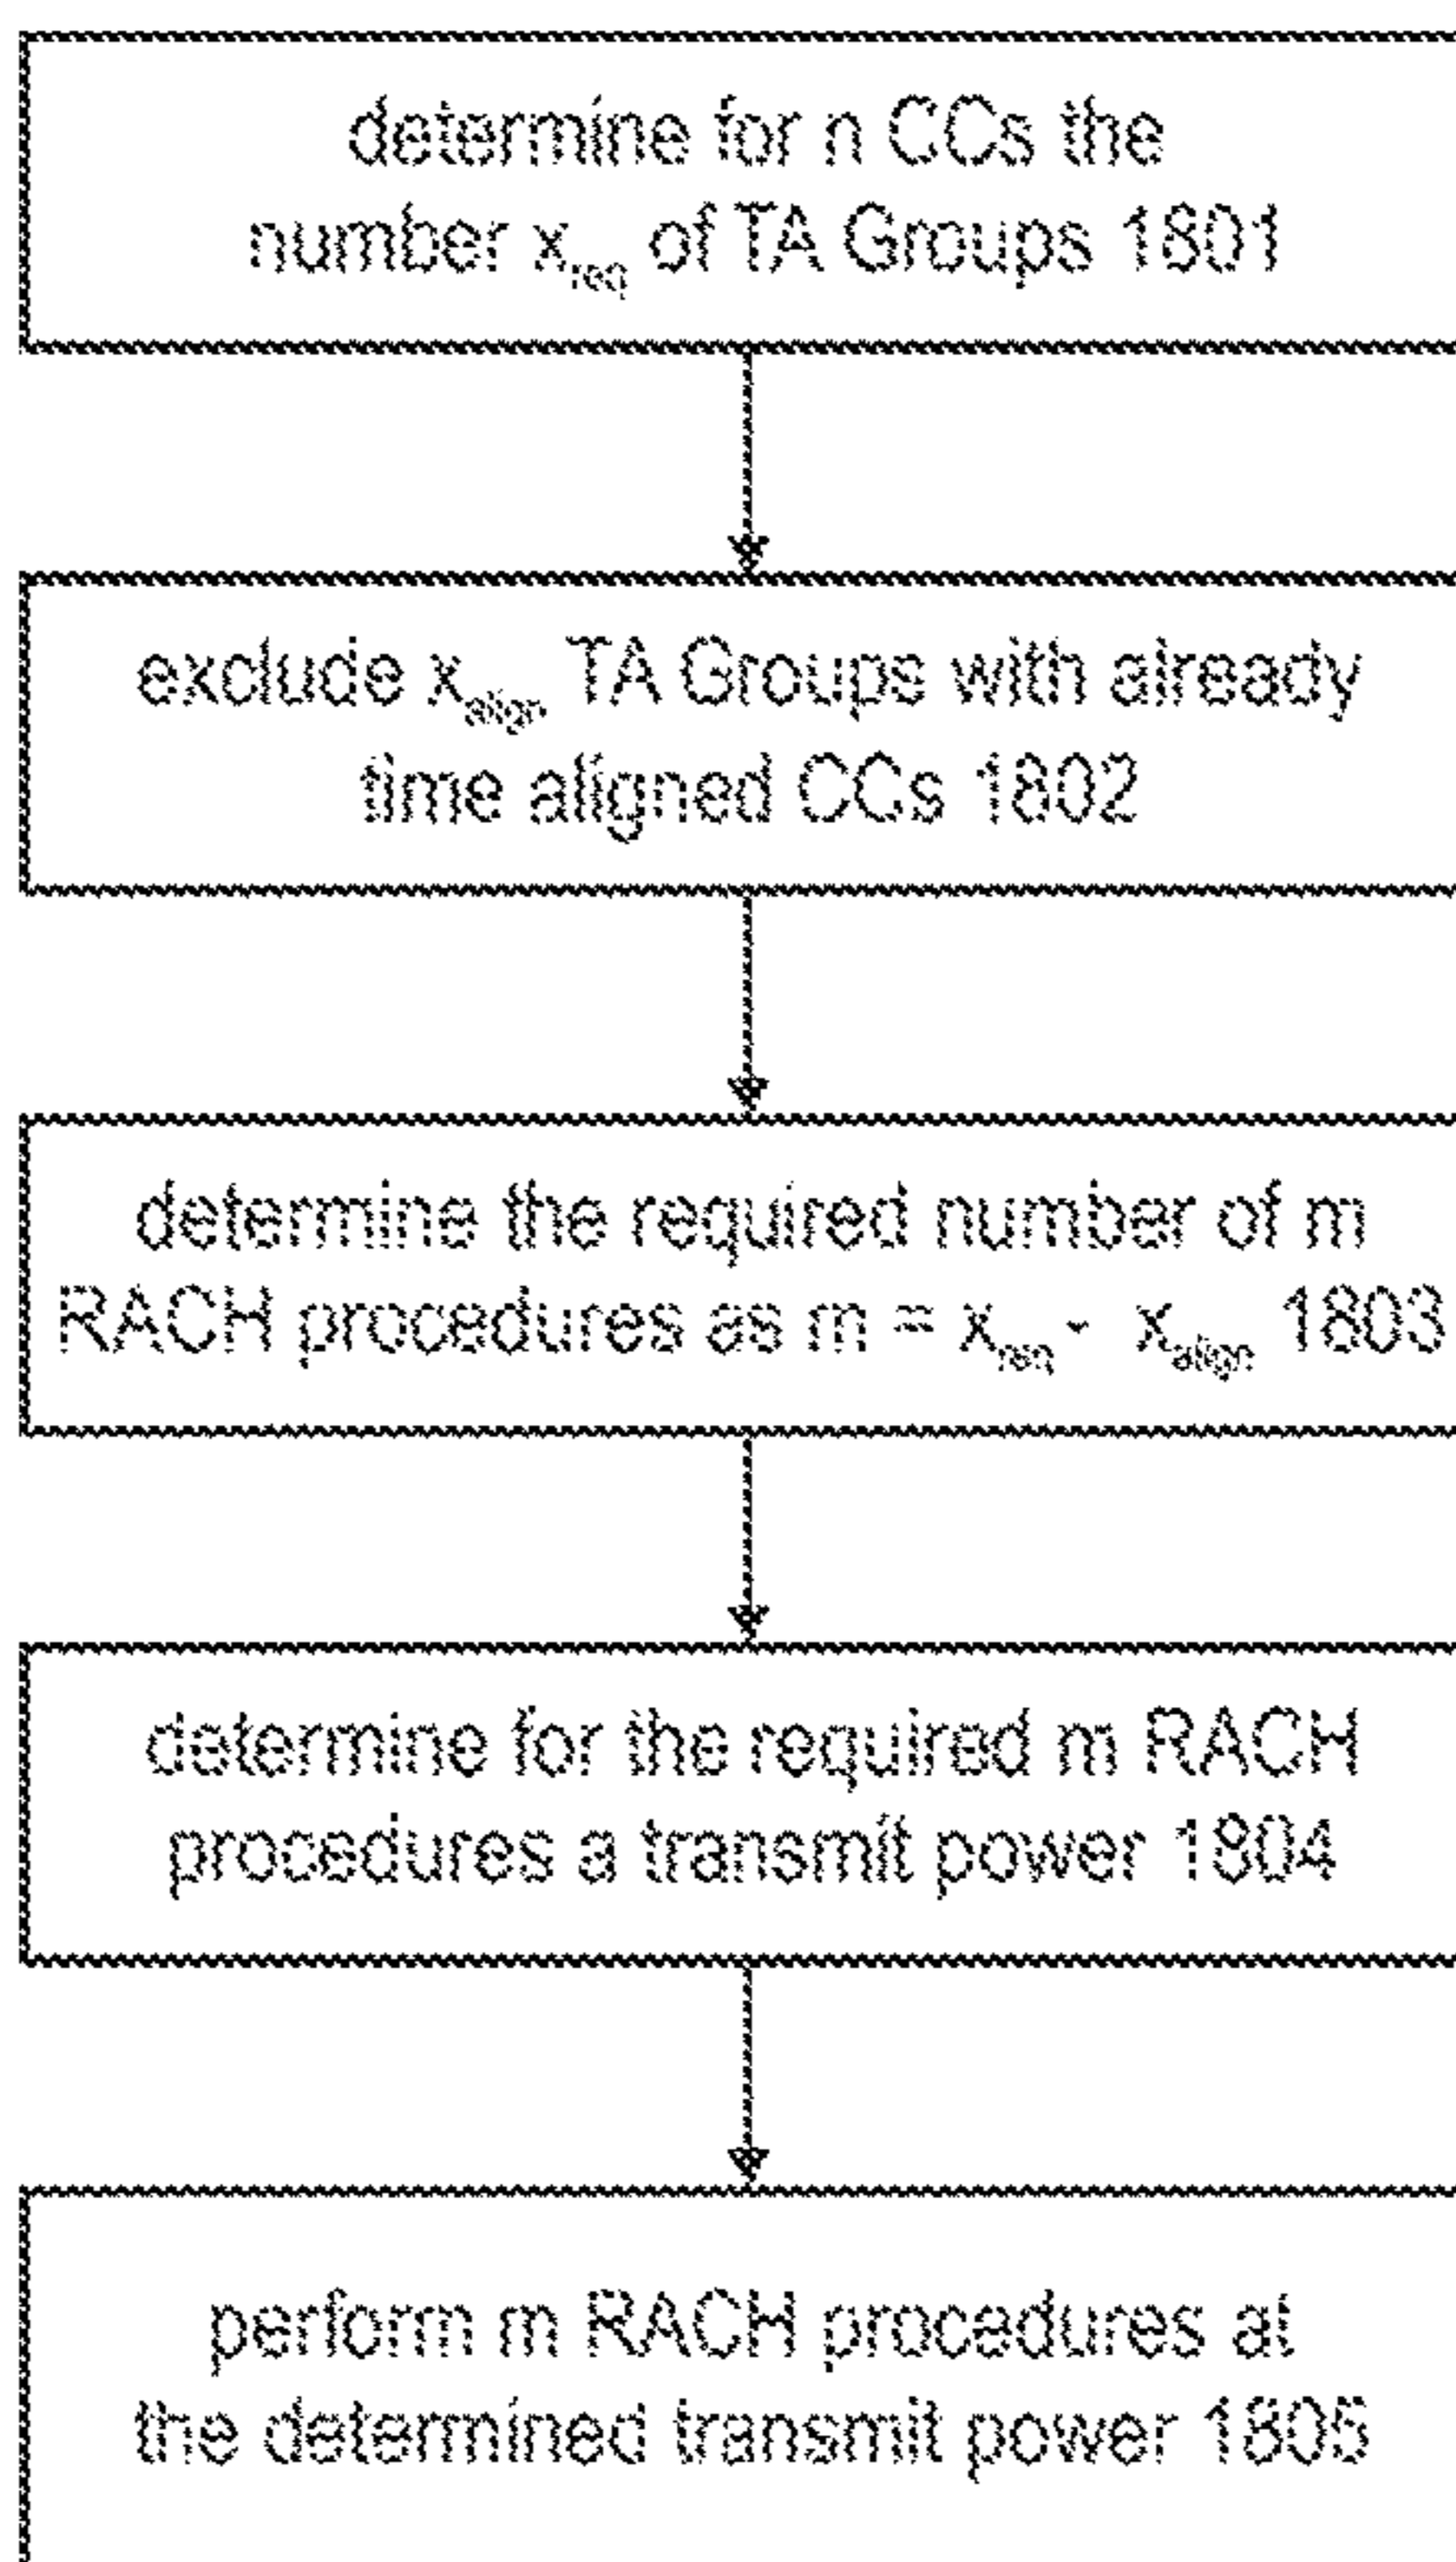 determine for n CCs the
number x_req of TA Groups 1801
exclude x_align TA Groups with already
time aligned CCs 1802
determine the required number of m
RACH procedures as m = x_req - x_align 1803
determine for the required m RACH
procedures a transmit power 1804
perform m RACH procedures at
the determined transmit power 1805